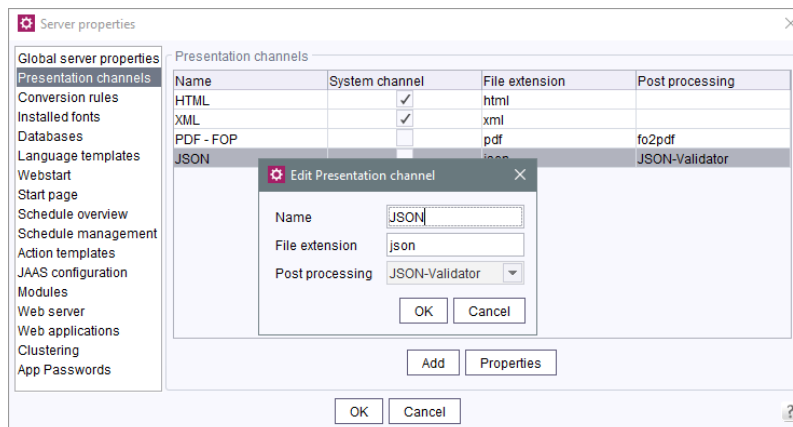 Server properties
Global server properties
Presentation channels
Conversion rules
Installed fonts
Databases
Language templates
Webstart
Start page
Schedule overview
Schedule management
Action templates
JAAS configuration
Modules
Web server
Web applications
Clustering
App Passwords
Presentation channels
Name System channel File extension Post processing
HTML html
XML xml
PDF - FOP pdf fo2pdf
JSON json JSON-Validator
Edit Presentation channel
Name JSON
File extension json
Post processing JSON-Validator
OK Cancel
Add Properties
OK Cancel
?